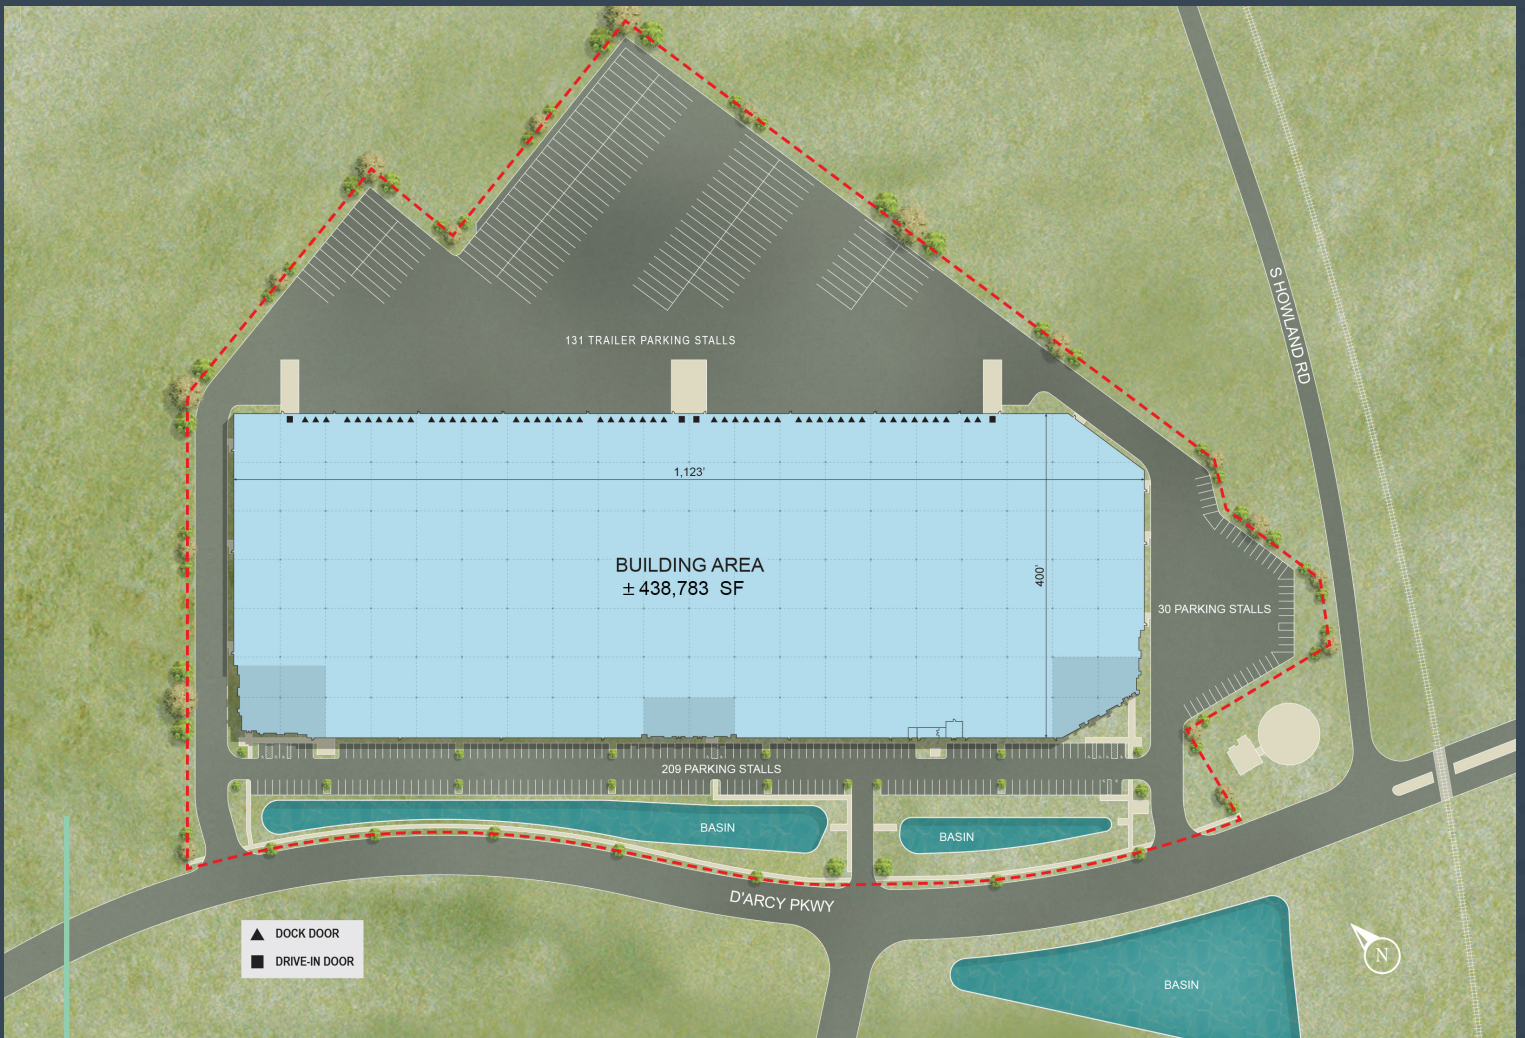 131 TRAILER PARKING STALLS
S HOWLAND RD
1,123'
BUILDING AREA
± 438,783 SF
400'
30 PARKING STALLS
209 PARKING STALLS
BASIN
BASIN
D'ARCY PKWY
DOCK DOOR
DRIVE-IN DOOR
N
BASIN